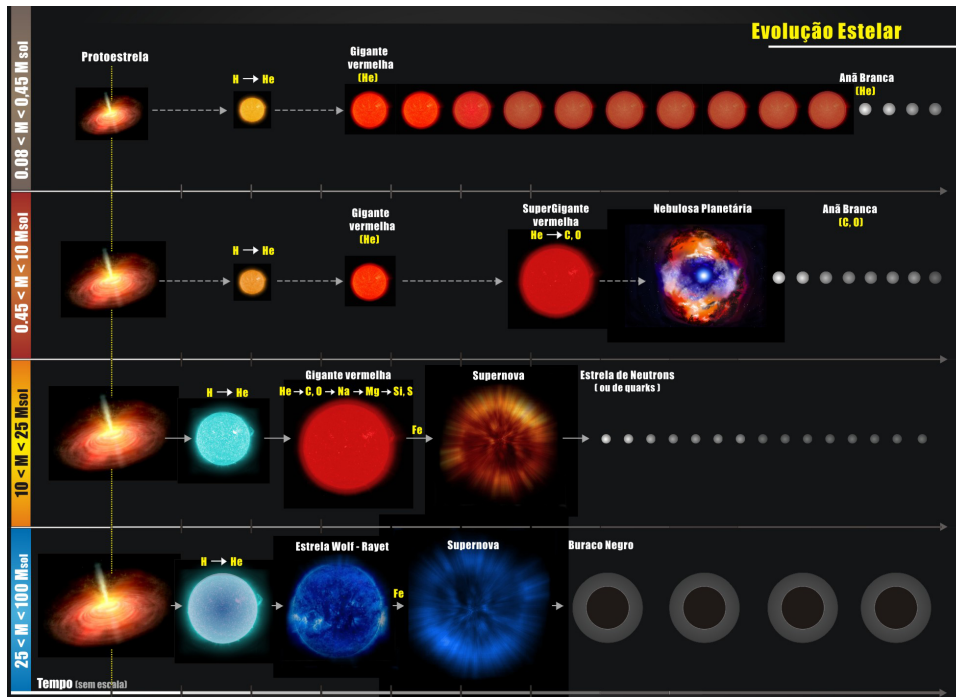 Evolução Estelar
0.08 < M < 0,45 M sol
Protoestrela
H → He
Gigante
vermelha
(He)
Anã Branca
(He)
0.45 < M < 10 Msol
H → He
Gigante
vermelha
(He)
SuperGigante
vermelha
He → C, O
Nebulosa Planetária
Anã Branca
(C, O)
10 < M < 25 Msol
H → He
Gigante vermelha
He → C, O → Na → Mg → Si, S
Fe
Supernova
Estrela de Neutrons
( ou de quarks )
25 < M <100 Msol
H → He
Estrela Wolf - Rayet
Fe
Supernova
Buraco Negro
Tempo (sem escala)